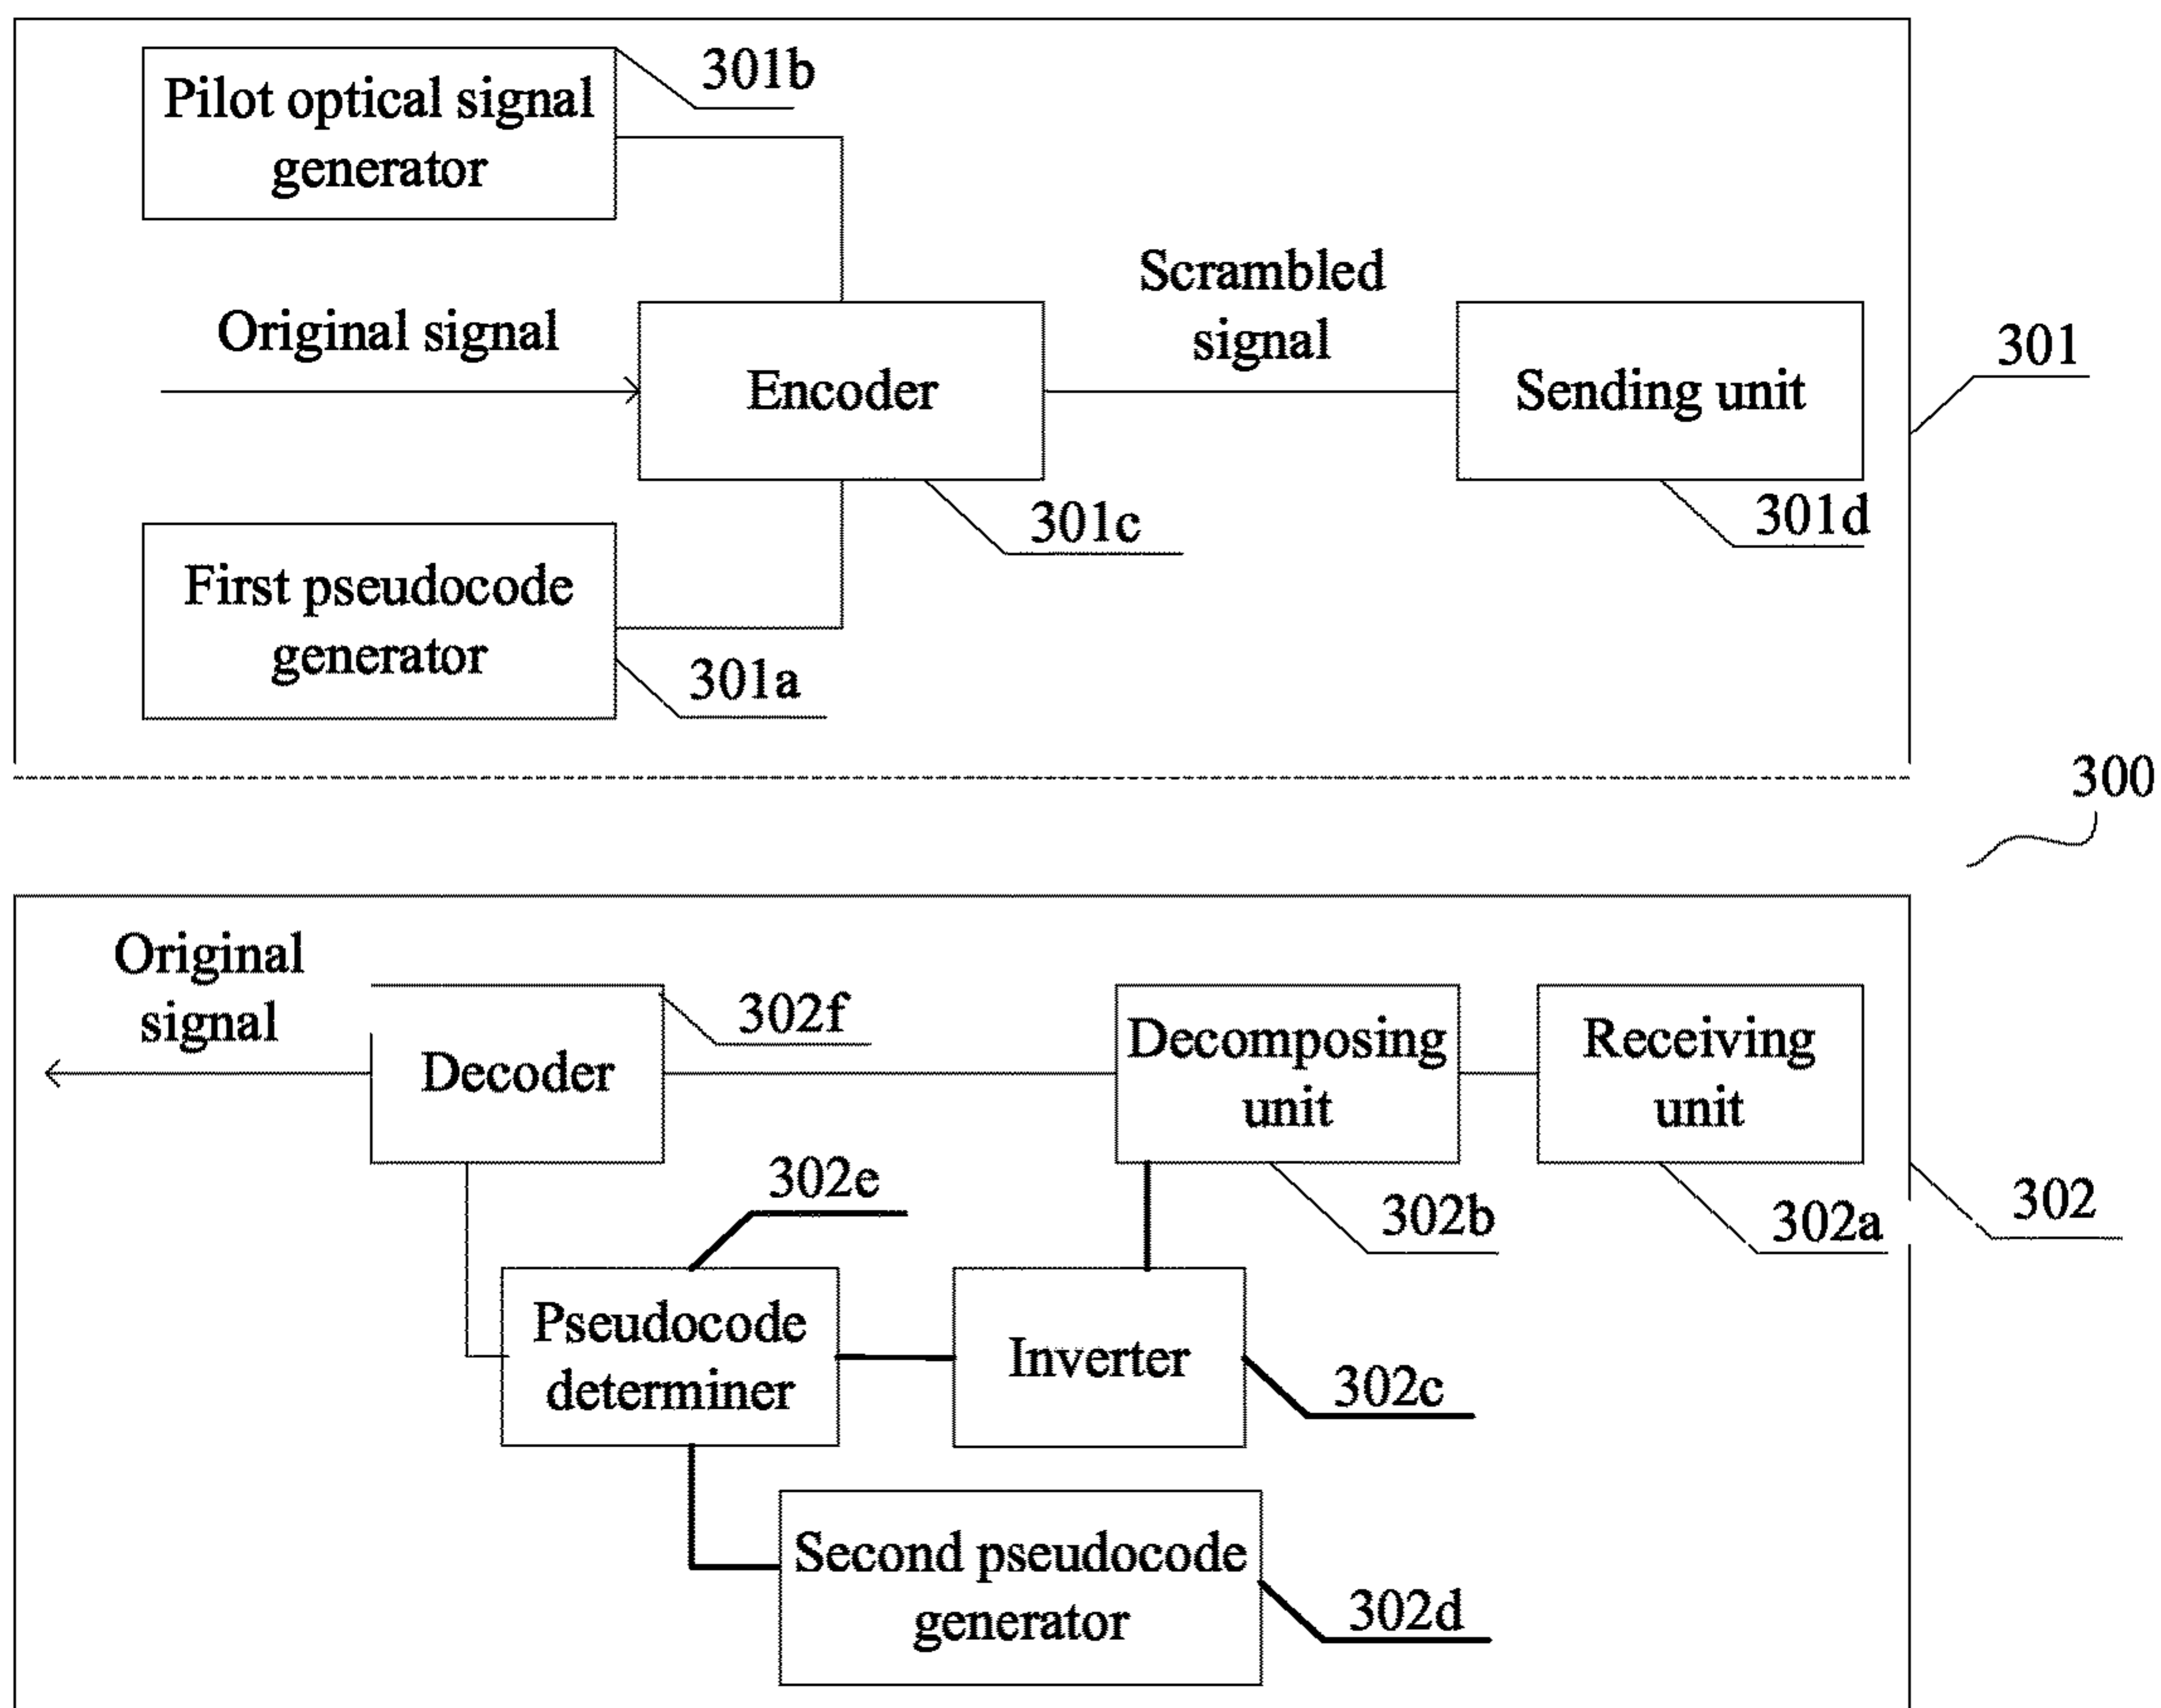 Pilot optical signal
generator
301b
Original signal
Scrambled
signal
Encoder
Sending unit
301
301c
301d
First pseudocode
generator
301a
300
Original
signal
Decoder
302f
Decomposing
unit
Receiving
unit
302e
302b
302a
302
Pseudocode
determiner
Inverter
302c
Second pseudocode
generator
302d